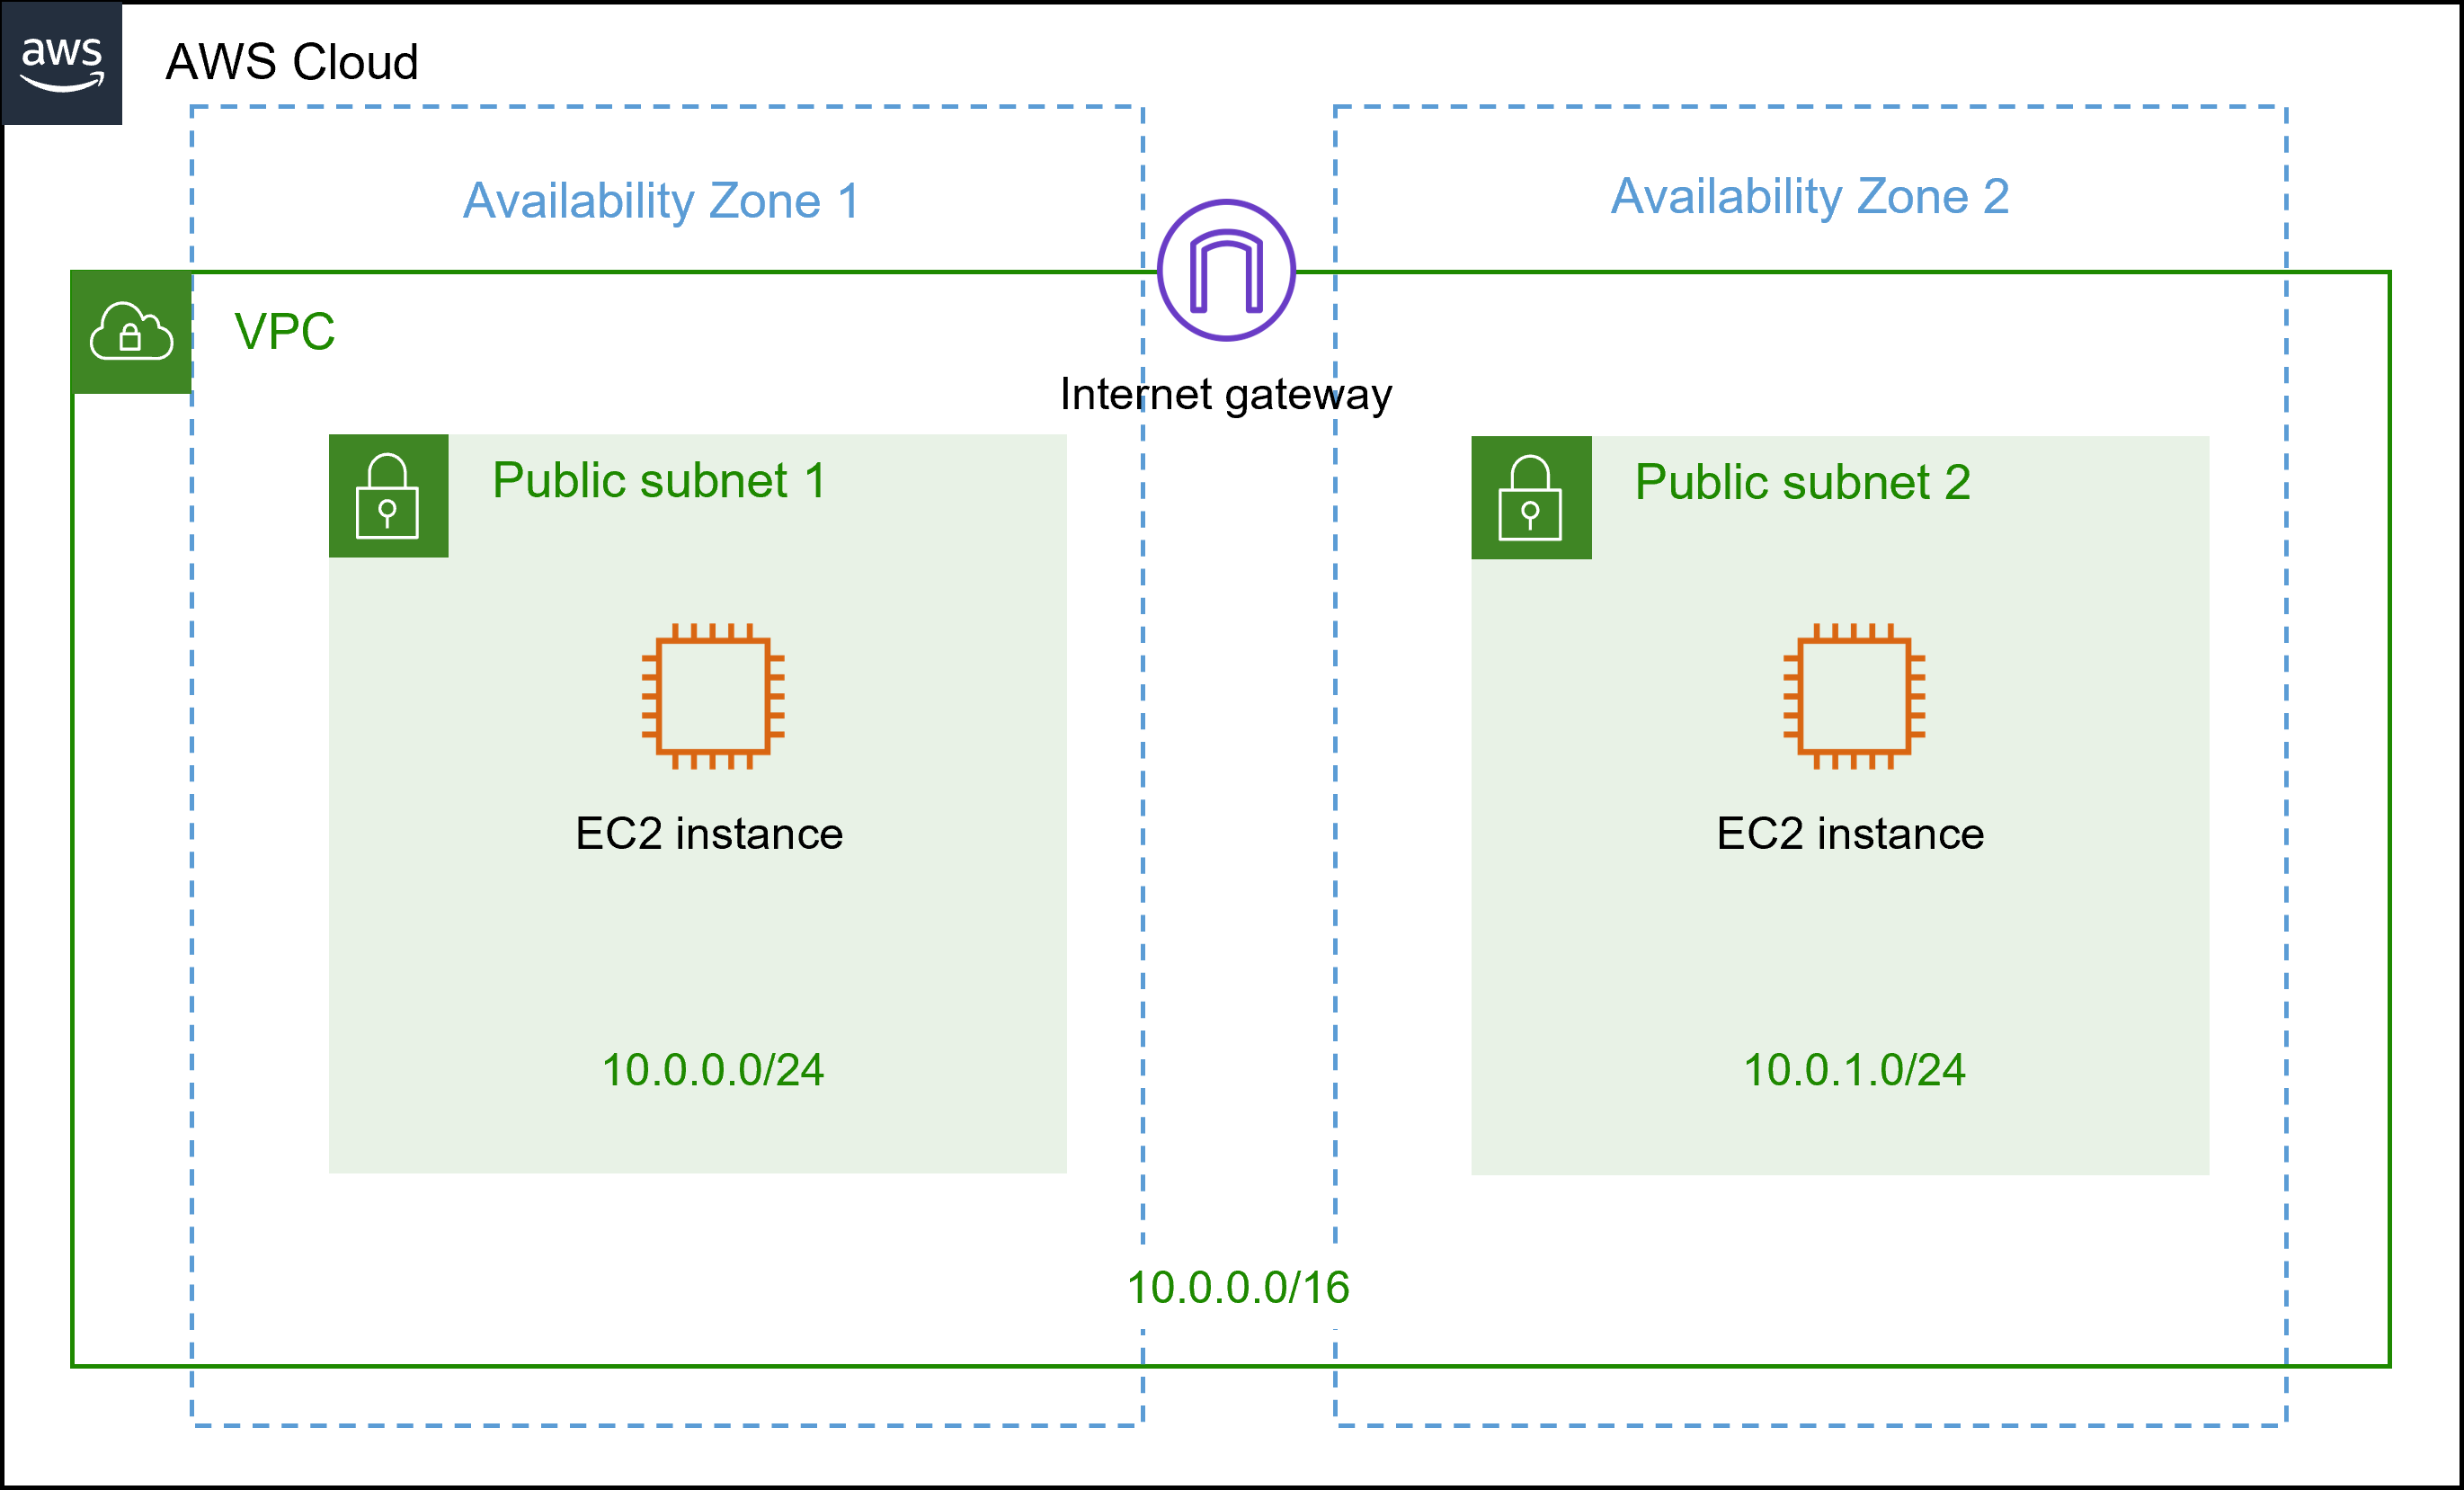 aws
AWS Cloud
Availability Zone 1
Availability Zone 2
VPC
Internet gateway
Public subnet 1
Public subnet 2
EC2 instance
EC2 instance
10.0.0.0/24
10.0.1.0/24
10.0.0.0/16